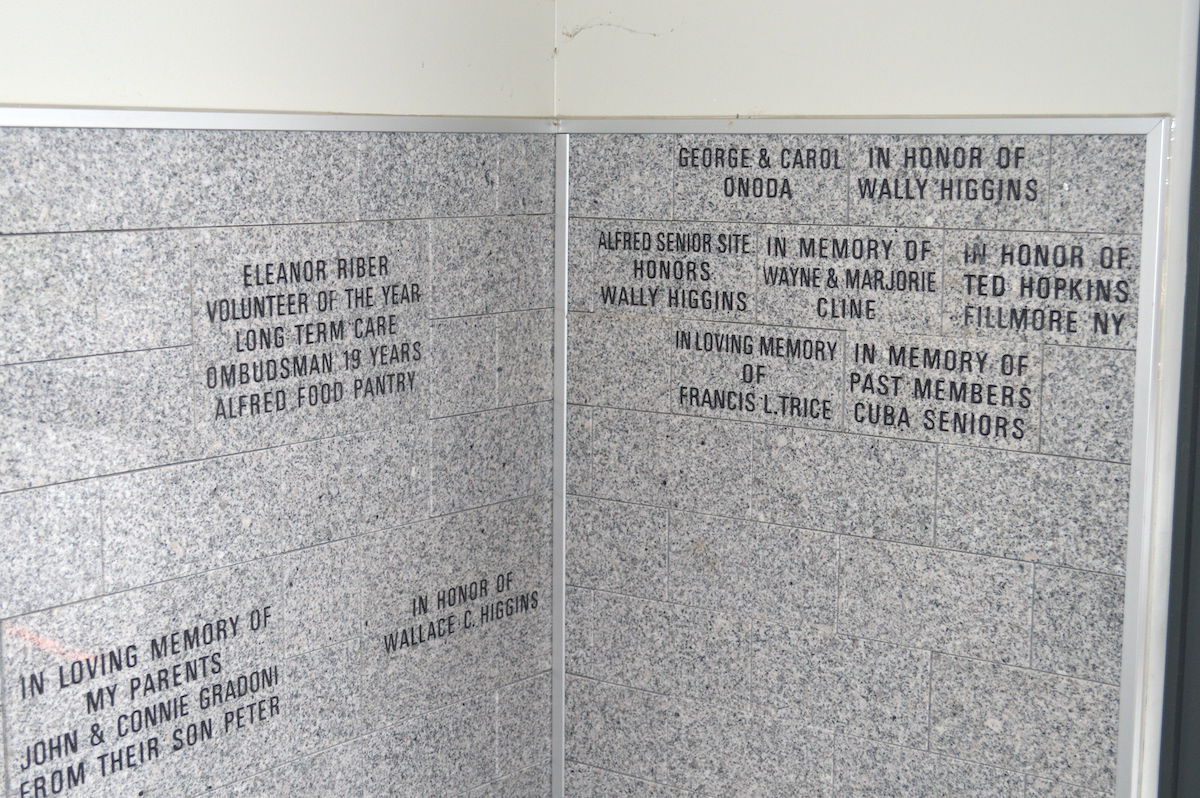 ELEANOR RIBER
VOLUNTEER OF THE YEAR
LONG TERM CARE
OMBUDSMAN 19 YEARS
ALFRED FOOD PANTRY
IN LOVING MEMORY OF
MY PARENTS
JOHN & CONNIE GRADONI
FROM THEIR SON PETER
IN HONOR OF
WALLACE C. HIGGINS
GEORGE & CAROL
ONODA
IN HONOR OF
WALLY HIGGINS
ALFRED SENIOR SITE
HONORS
WALLY HIGGINS
IN MEMORY OF
WAYNE & MARJORIE
CLINE
IN HONOR OF
TED HOPKINS
FILLMORE NY
IN LOVING MEMORY
OF
FRANCIS L. TRICE
IN MEMORY OF
PAST MEMBERS
CUBA SENIORS